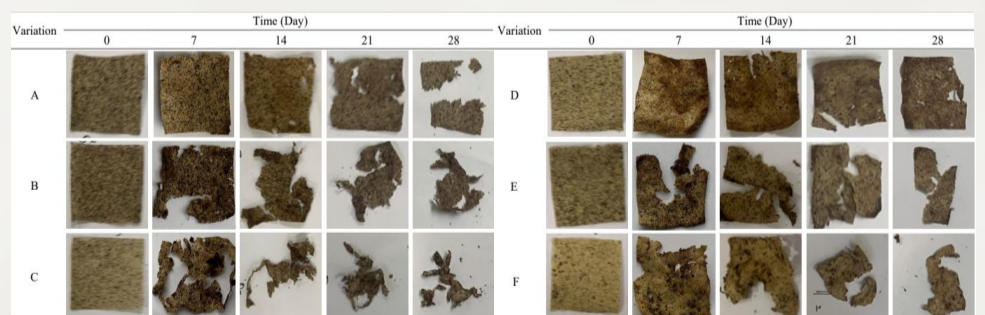 Variation Time (Day) Variation Time (Day)
0 7 14 21 28 0 7 14 21 28
A D
B E
C F